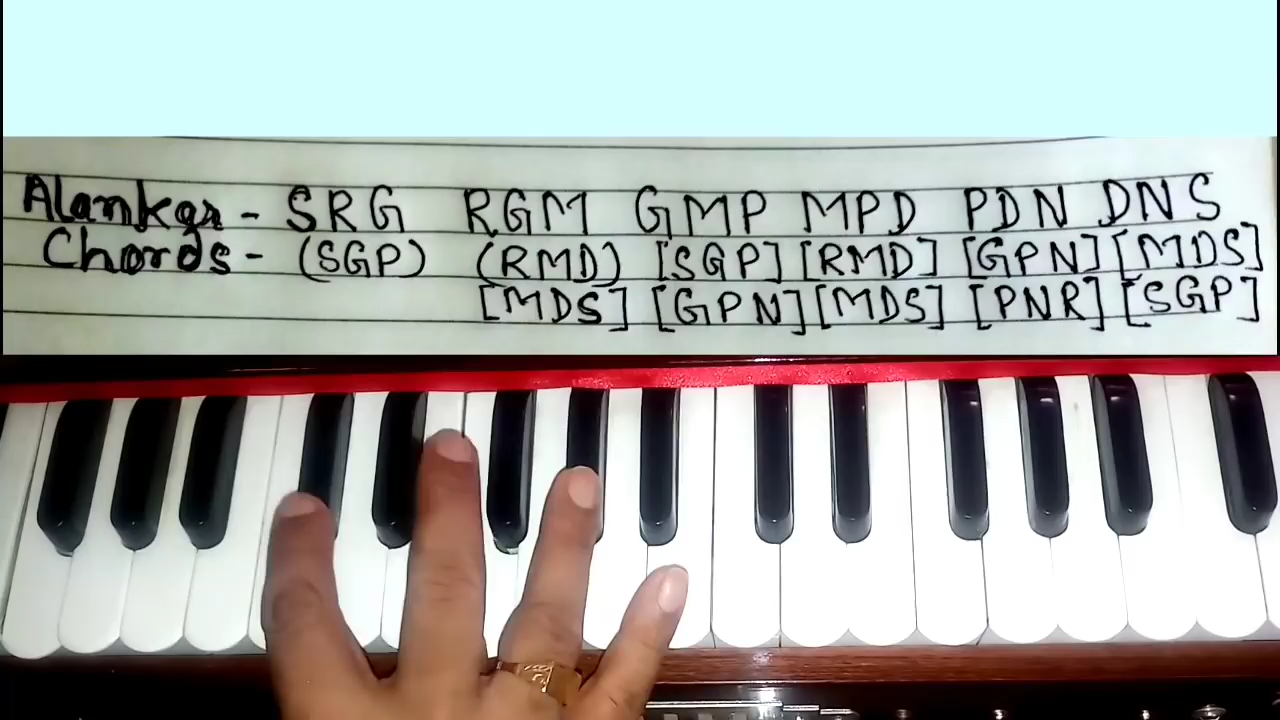 Alankar - SRG RGM GMP MPD PDN DNS
Chords - (SGP) (RMD) [SGP] [RMD] [GPN] [MDS]
[MDS] [GPN] [MDS] [PNR] [SGP]